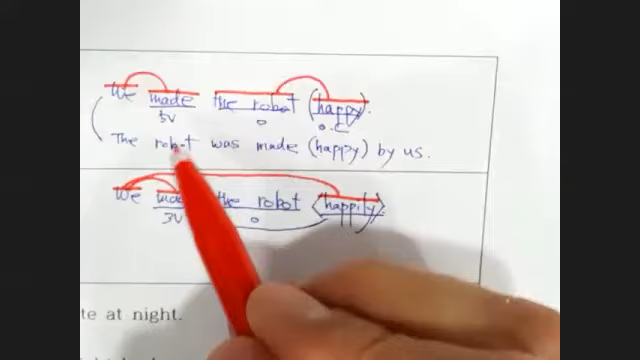 We made the robot (happy).
5V O O.C
The robot was made (happy) by us.
We made the robot <happily>.
3V O
te at night.